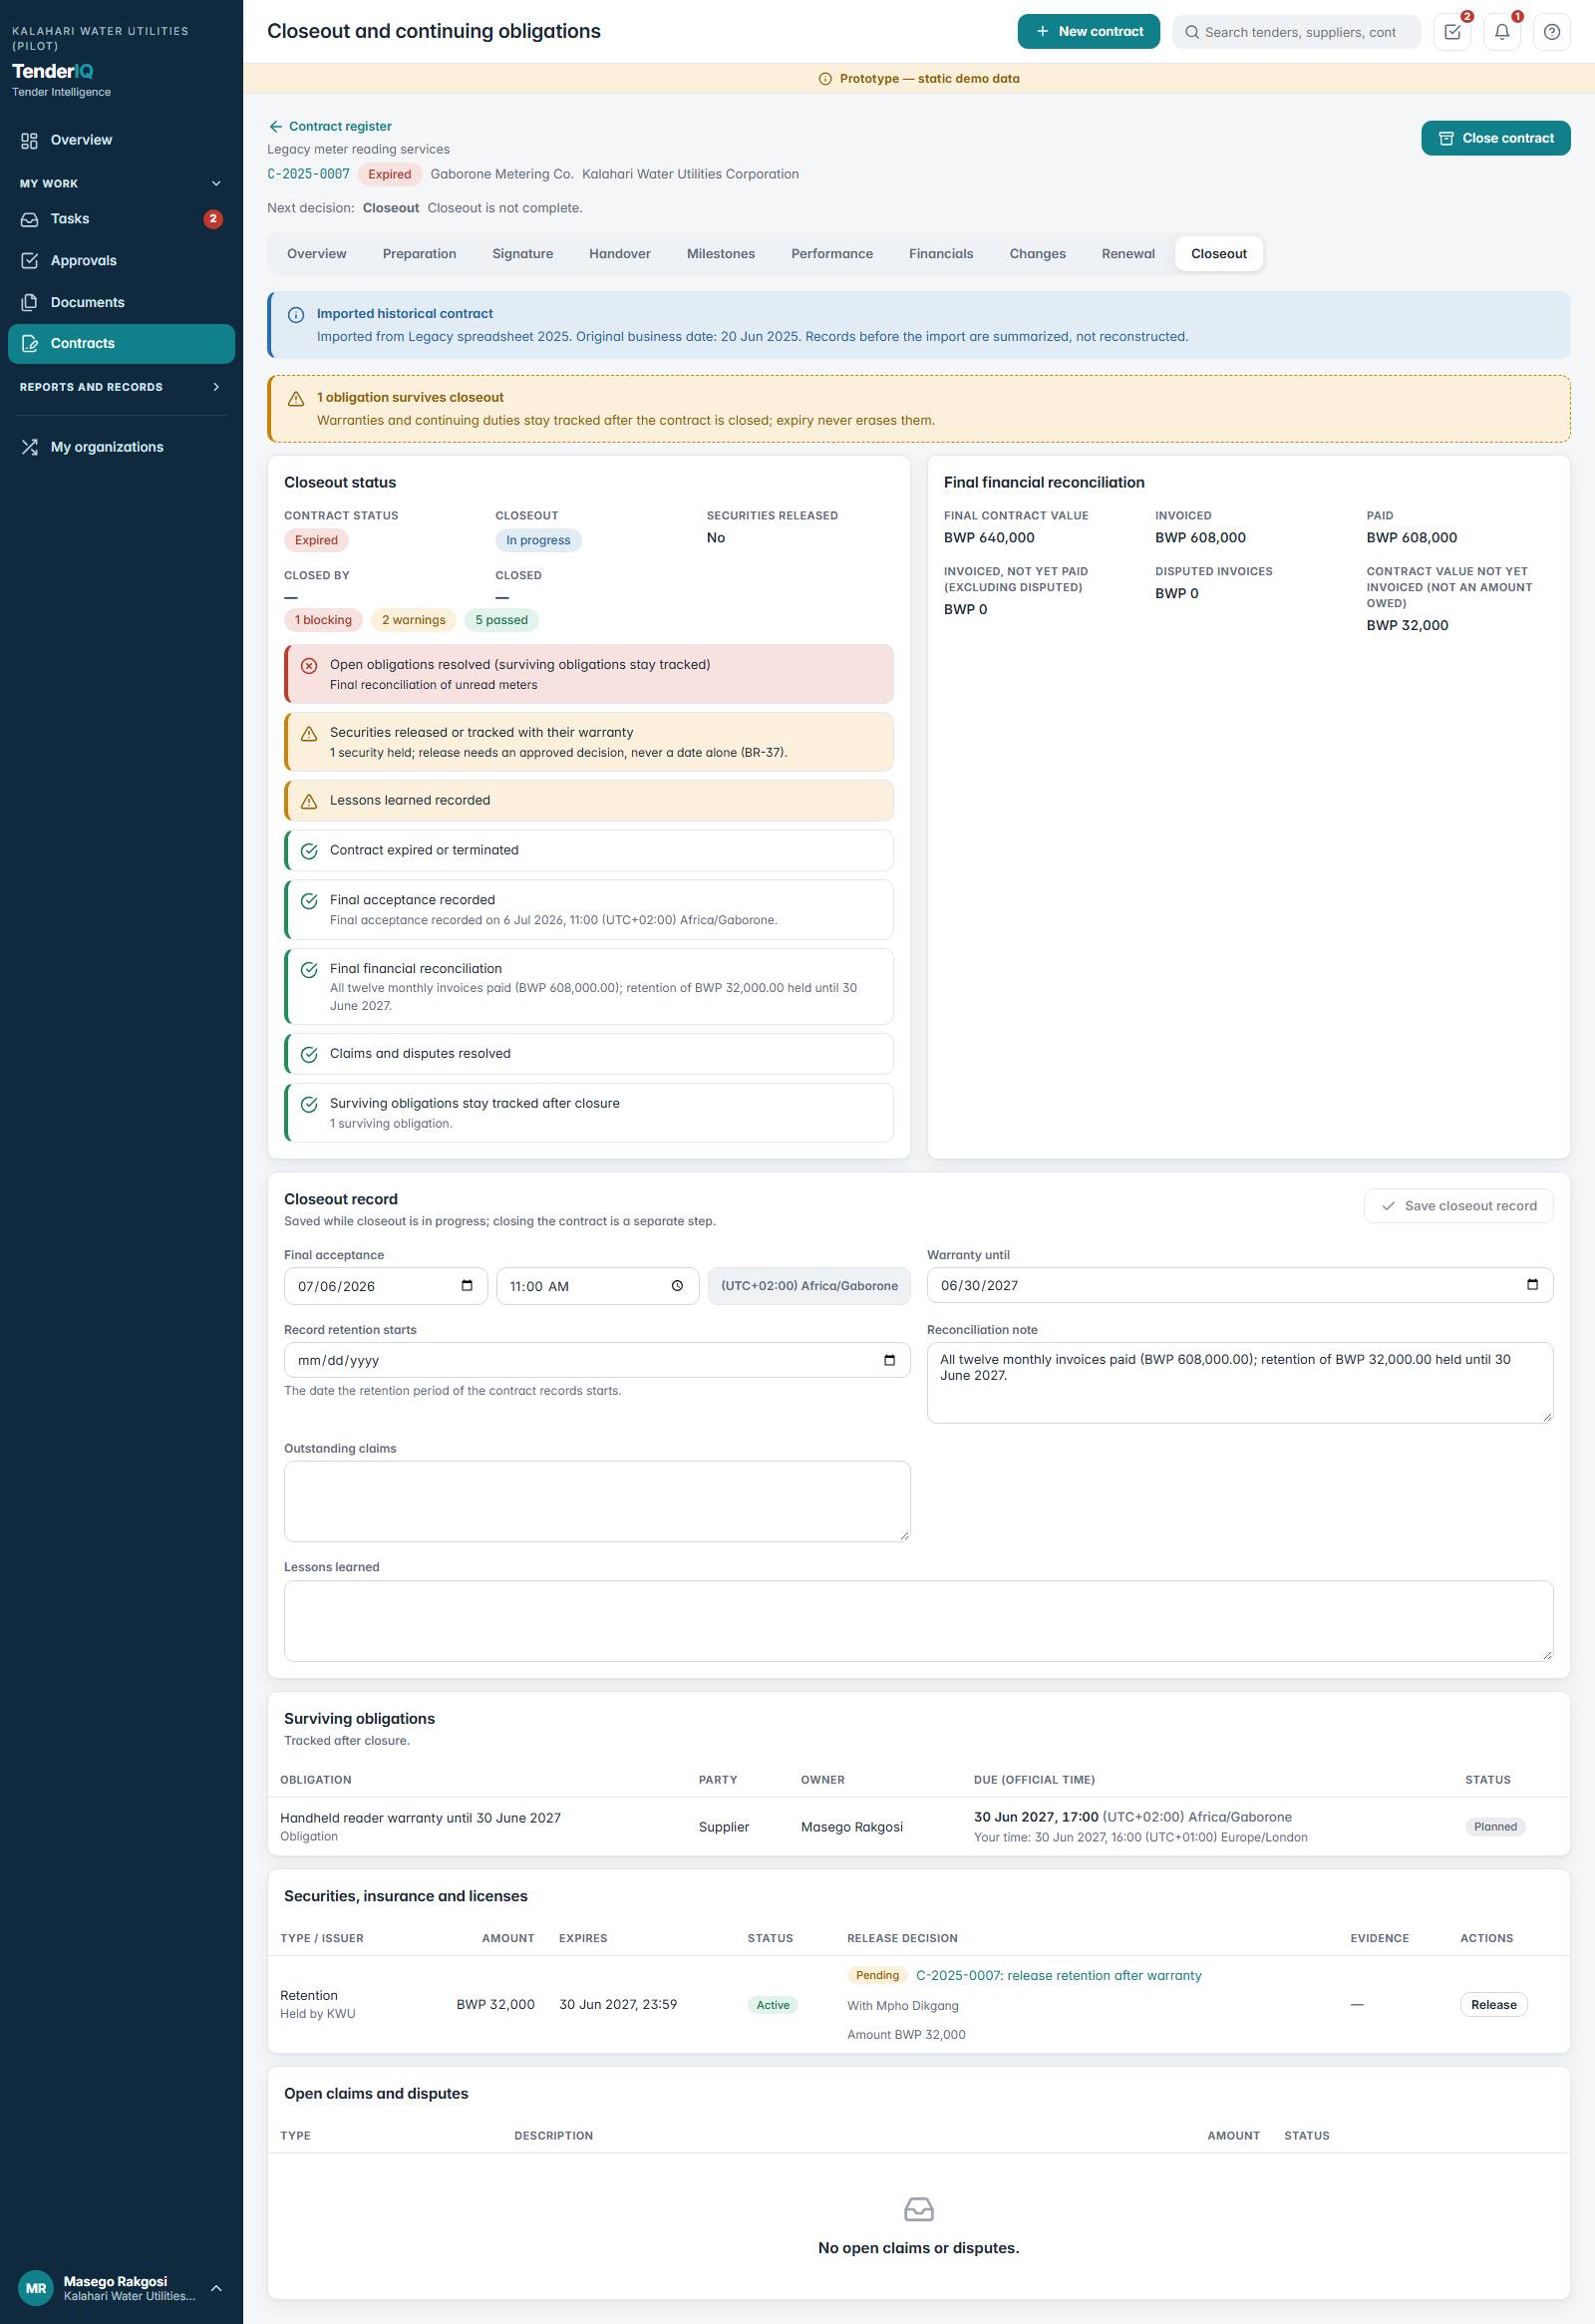 KALAHARI WATER UTILITIES
(PILOT)
TenderIQ
Tender Intelligence
Overview
MY WORK
Tasks
2
Approvals
Documents
Contracts
REPORTS AND RECORDS
My organizations
MR
Masego Rakgosi
Kalahari Water Utilities...
Closeout and continuing obligations
New contract
Search tenders, suppliers, cont
2
1
Prototype — static demo data
Contract register
Legacy meter reading services
C-2025-0007 Expired Gaborone Metering Co. Kalahari Water Utilities Corporation
Next decision: Closeout Closeout is not complete.
Close contract
Overview Preparation Signature Handover Milestones Performance Financials Changes Renewal Closeout
Imported historical contract
Imported from Legacy spreadsheet 2025. Original business date: 20 Jun 2025. Records before the import are summarized, not reconstructed.
1 obligation survives closeout
Warranties and continuing duties stay tracked after the contract is closed; expiry never erases them.
Closeout status
CONTRACT STATUS
Expired
CLOSEOUT
In progress
SECURITIES RELEASED
No
CLOSED BY
—
CLOSED
—
1 blocking 2 warnings 5 passed
Open obligations resolved (surviving obligations stay tracked)
Final reconciliation of unread meters
Securities released or tracked with their warranty
1 security held; release needs an approved decision, never a date alone (BR-37).
Lessons learned recorded
Contract expired or terminated
Final acceptance recorded
Final acceptance recorded on 6 Jul 2026, 11:00 (UTC+02:00) Africa/Gaborone.
Final financial reconciliation
All twelve monthly invoices paid (BWP 608,000.00); retention of BWP 32,000.00 held until 30
June 2027.
Claims and disputes resolved
Surviving obligations stay tracked after closure
1 surviving obligation.
Final financial reconciliation
FINAL CONTRACT VALUE
BWP 640,000
INVOICED
BWP 608,000
PAID
BWP 608,000
INVOICED, NOT YET PAID
(EXCLUDING DISPUTED)
BWP 0
DISPUTED INVOICES
BWP 0
CONTRACT VALUE NOT YET
INVOICED (NOT AN AMOUNT
OWED)
BWP 32,000
Closeout record
Saved while closeout is in progress; closing the contract is a separate step.
Save closeout record
Final acceptance
07/06/2026
11:00 AM
(UTC+02:00) Africa/Gaborone
Warranty until
06/30/2027
Record retention starts
mm/dd/yyyy
The date the retention period of the contract records starts.
Reconciliation note
All twelve monthly invoices paid (BWP 608,000.00); retention of BWP 32,000.00 held until 30
June 2027.
Outstanding claims
Lessons learned
Surviving obligations
Tracked after closure.
OBLIGATION PARTY OWNER DUE (OFFICIAL TIME) STATUS
Handheld reader warranty until 30 June 2027
Obligation
Supplier
Masego Rakgosi
30 Jun 2027, 17:00 (UTC+02:00) Africa/Gaborone
Your time: 30 Jun 2027, 16:00 (UTC+01:00) Europe/London
Planned
Securities, insurance and licenses
TYPE / ISSUER AMOUNT EXPIRES STATUS RELEASE DECISION EVIDENCE ACTIONS
Retention
Held by KWU
BWP 32,000
30 Jun 2027, 23:59
Active
Pending C-2025-0007: release retention after warranty
With Mpho Dikgang
Amount BWP 32,000
—
Release
Open claims and disputes
TYPE DESCRIPTION AMOUNT STATUS
No open claims or disputes.